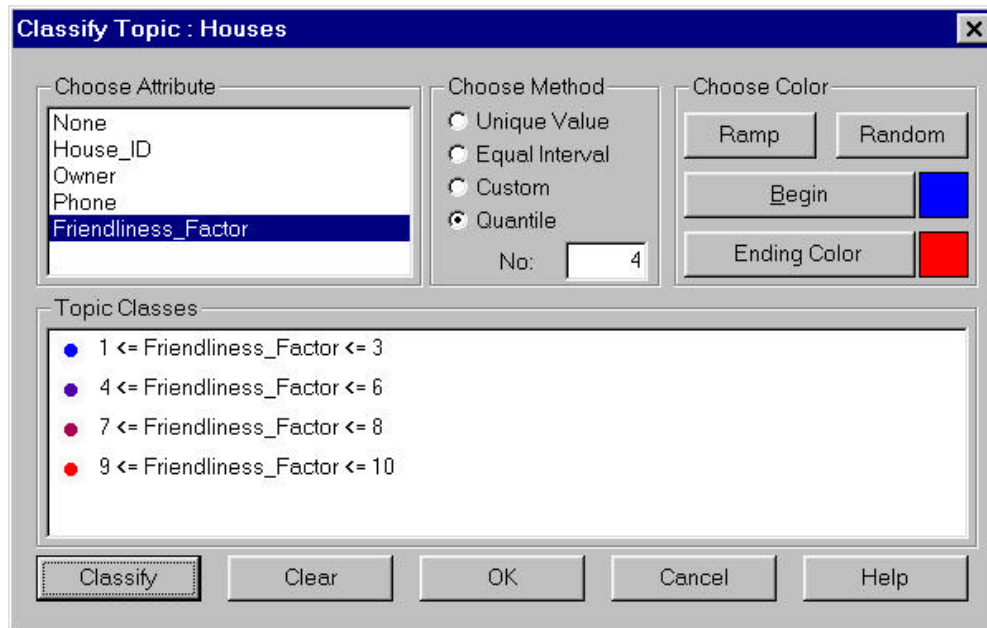 Classify Topic : Houses
Choose Attribute
None
House_ID
Owner
Phone
Friendliness_Factor
Choose Method
Unique Value
Equal Interval
Custom
Quantile
No: 4
Choose Color
Ramp Random
Begin
Ending Color
Topic Classes
1 <= Friendliness_Factor <= 3
4 <= Friendliness_Factor <= 6
7 <= Friendliness_Factor <= 8
9 <= Friendliness_Factor <= 10
Classify Clear OK Cancel Help